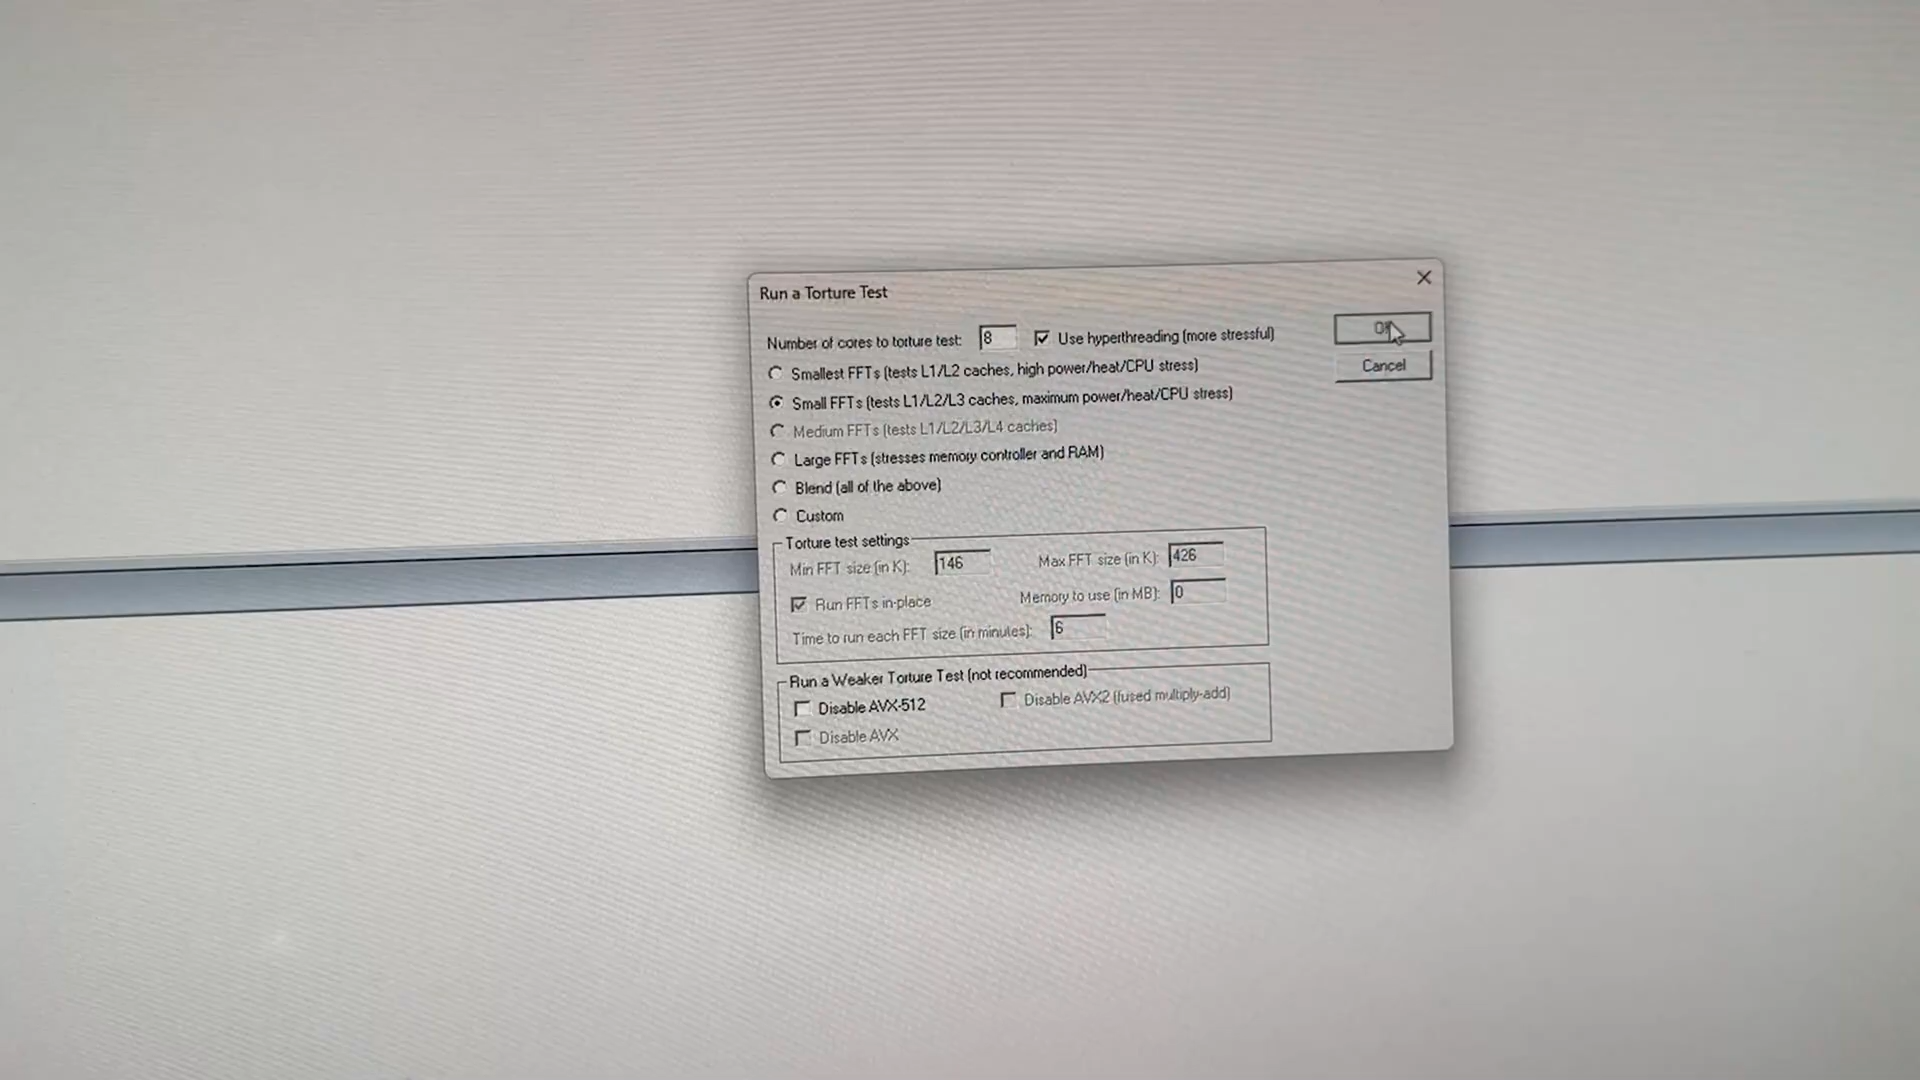 Run a Torture Test
Number of cores to torture test: 8 Use hyperthreading (more stressful)
OK
Cancel
Smallest FFTs (tests L1/L2 caches, high power/heat/CPU stress)
Small FFTs (tests L1/L2/L3 caches, maximum power/heat/CPU stress)
Medium FFTs (tests L1/L2/L3/L4 caches)
Large FFTs (stresses memory controller and RAM)
Blend (all of the above)
Custom
Torture test settings
Min FFT size (in K): 146 Max FFT size (in K): 426
Run FFTs in-place Memory to use (in MB): 0
Time to run each FFT size (in minutes): 6
Run a Weaker Torture Test (not recommended)
Disable AVX-512 Disable AVX2 (fused multiply-add)
Disable AVX